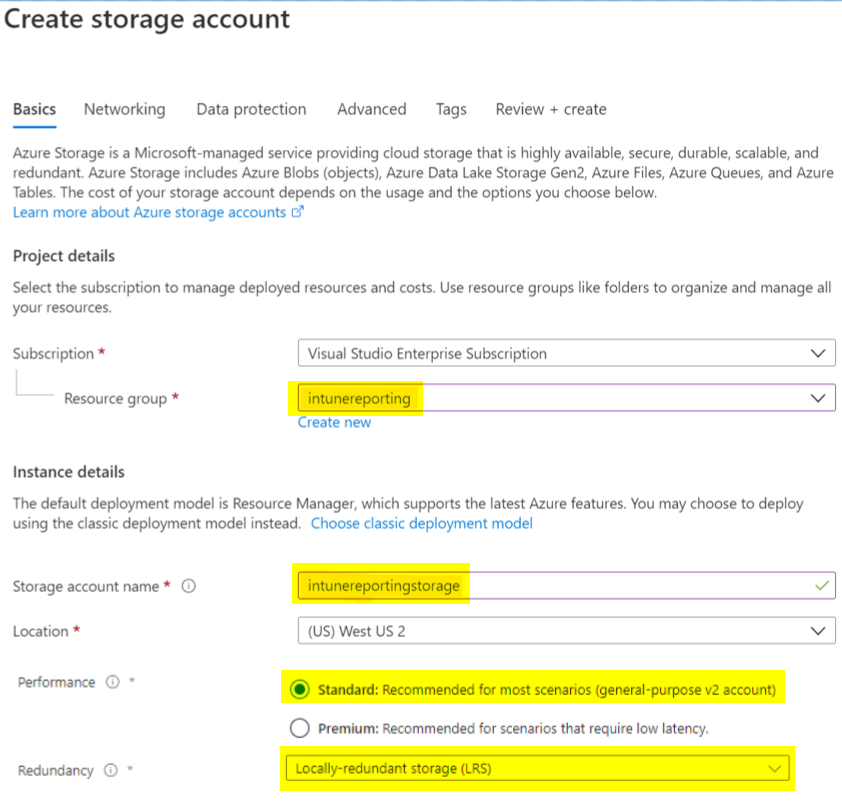 Create storage account
Basics Networking Data protection Advanced Tags Review + create
Azure Storage is a Microsoft-managed service providing cloud storage that is highly available, secure, durable, scalable, and
redundant. Azure Storage includes Azure Blobs (objects), Azure Data Lake Storage Gen2, Azure Files, Azure Queues, and Azure
Tables. The cost of your storage account depends on the usage and the options you choose below.
Learn more about Azure storage accounts
Project details
Select the subscription to manage deployed resources and costs. Use resource groups like folders to organize and manage all
your resources.
Subscription * Visual Studio Enterprise Subscription
Resource group * intunereporting
Create new
Instance details
The default deployment model is Resource Manager, which supports the latest Azure features. You may choose to deploy
using the classic deployment model instead. Choose classic deployment model
Storage account name * intunereportingstorage
Location * (US) West US 2
Performance * Standard: Recommended for most scenarios (general-purpose v2 account)
Premium: Recommended for scenarios that require low latency.
Redundancy * Locally-redundant storage (LRS)